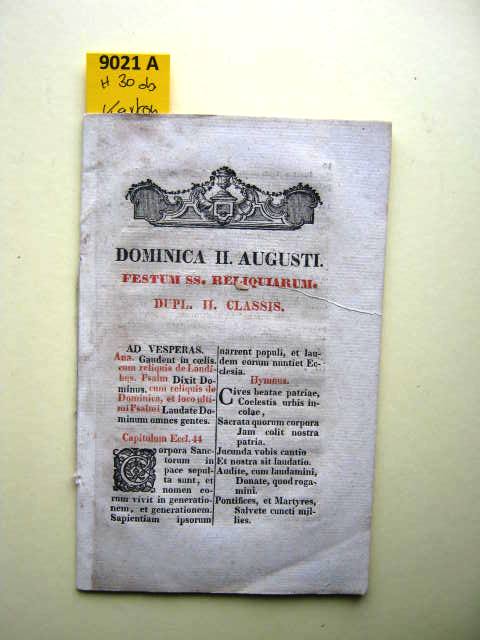 9021 A
H 30 ds
Karton
DOMINICA II. AUGUSTI.
FESTUM SS. RELIQUIARUM.
DUPL. II. CLASSIS.
AD VESPERAS.
Ana. Gaudent in cœlis.
cum reliquis de Laudi-
bus. Psalm Dixit Do-
minus, cum reliquis de
Dominica, et loco ulti-
mi Psalmi Laudate Do-
minum omnes gentes.
Capitulum Eccl. 44
Corpora Sanc-
torum in
pace sepul-
ta sunt, et
nomen eo-
rum vivit in generatio-
nem, et generationem.
Sapientiam ipsorum
narrent populi, et lau-
dem eorum nuntiet Ec-
clesia.
Hymnus.
Cives beatae patriae,
Coelestis urbis in-
colae,
Sacrata quorum corpora
Jam colit nostra
patria.
Jucunda vobis cantio
Et nostra sit laudatio.
Audite, cum laudamini,
Donate, quod roga-
mini.
Pontifices, et Martyres,
Salvete cuncti mil-
lies.